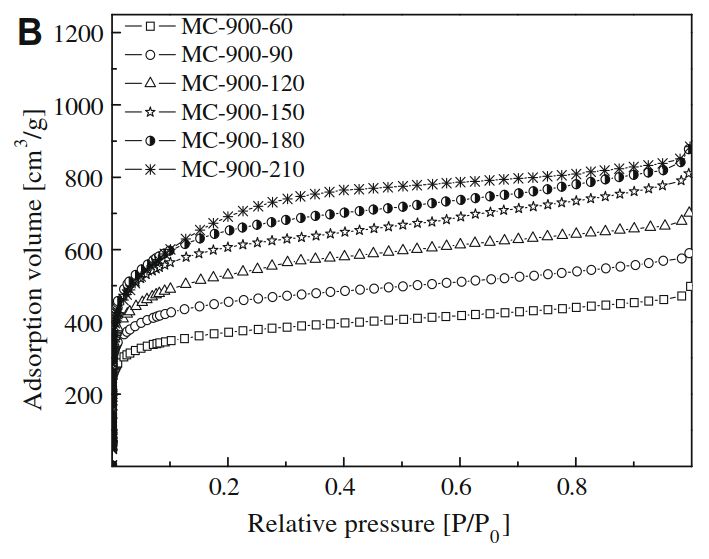 B
1200
1000
800
600
400
200
Adsorption volume [cm³/g]
MC-900-60
MC-900-90
MC-900-120
MC-900-150
MC-900-180
MC-900-210
0.2 0.4 0.6 0.8
Relative pressure [P/P₀]